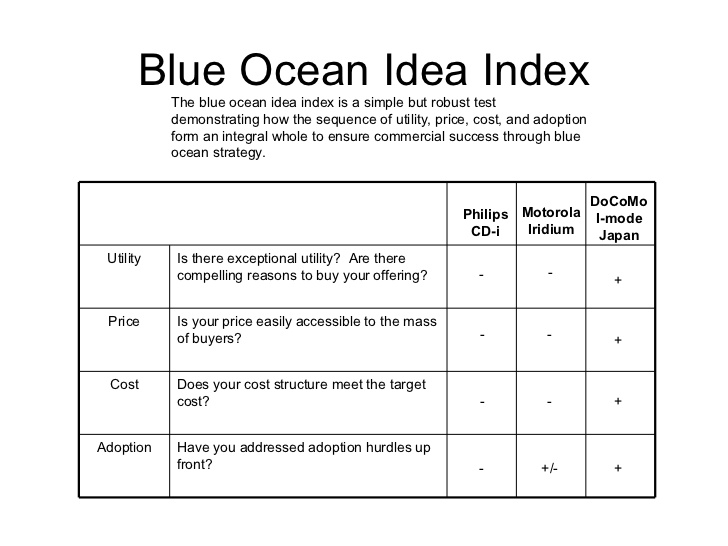 Blue Ocean Idea Index
The blue ocean idea index is a simple but robust test
demonstrating how the sequence of utility, price, cost, and adoption
form an integral whole to ensure commercial success through blue
ocean strategy.
Philips
CD-i
Motorola
Iridium
DoCoMo
I-mode
Japan
Utility
Is there exceptional utility?  Are there
compelling reasons to buy your offering?
-
-
+
Price
Is your price easily accessible to the mass
of buyers?
-
-
+
Cost
Does your cost structure meet the target
cost?
-
-
+
Adoption
Have you addressed adoption hurdles up
front?
-
+/-
+